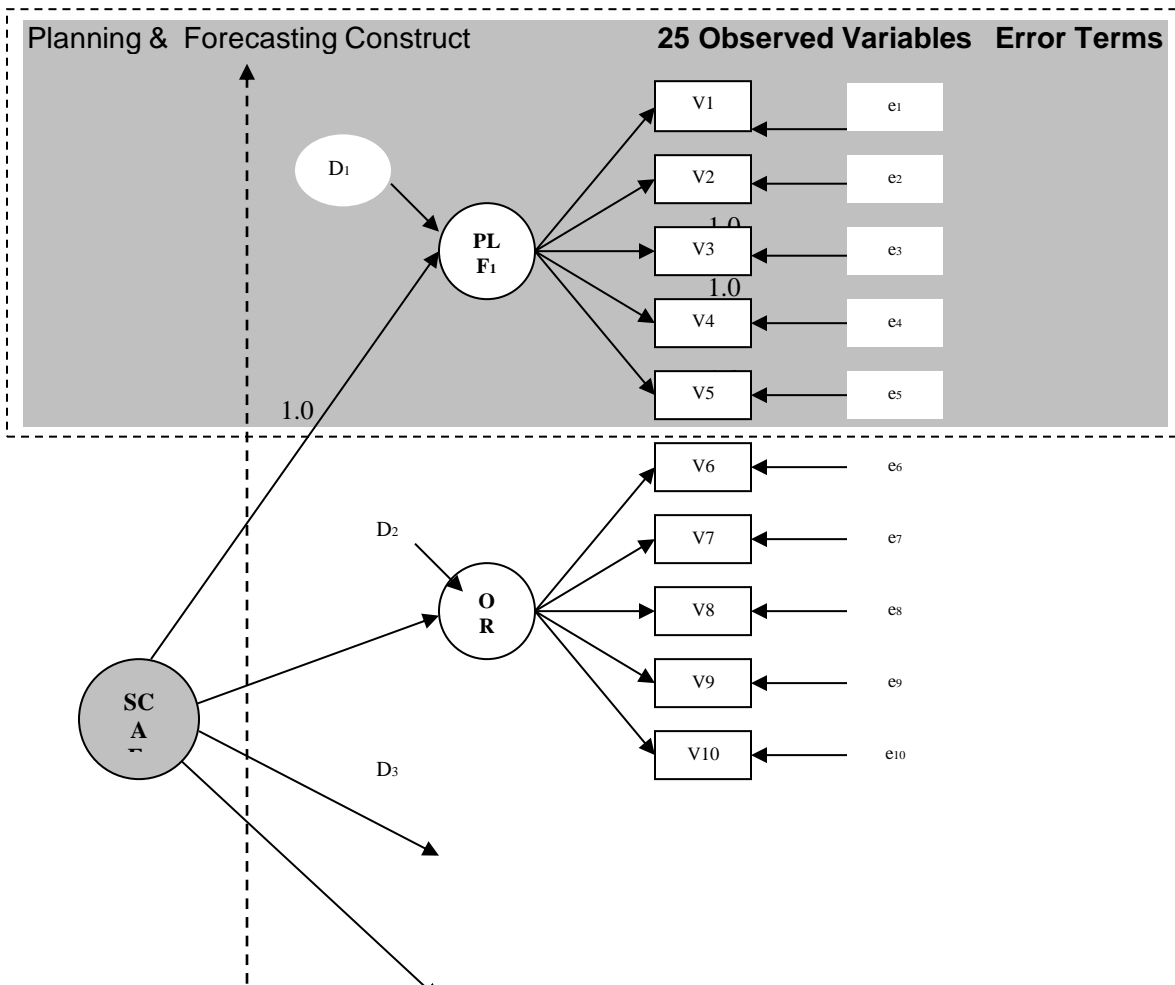 Planning & Forecasting Construct 25 Observed Variables Error Terms
V1 e1
D1
V2 e2
1.0
PL
F1
V3 e3
1.0
V4 e4
V5 e5
1.0
V6 e6
D2
V7 e7
O
R
V8 e8
V9 e9
SC
A
V10 e10
D3